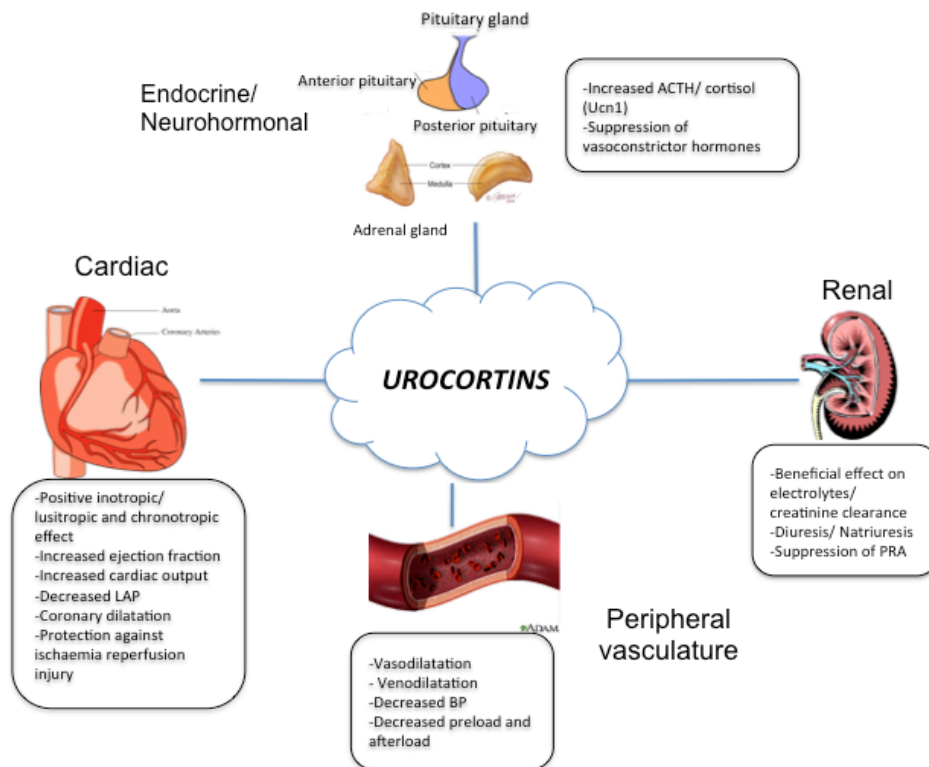 Pituitary gland
Anterior pituitary
Posterior pituitary
Endocrine/
Neurohormonal
-Increased ACTH/ cortisol
(Ucn1)
-Suppression of
vasoconstrictor hormones
Cortex
Medulla
Adrenal gland
Cardiac
Aorta
Coronary Arteries
Renal
UROCORTINS
-Positive inotropic/
lusitropic and chronotropic
effect
-Increased ejection fraction
-Increased cardiac output
-Decreased LAP
-Coronary dilatation
-Protection against
ischaemia reperfusion
injury
-Beneficial effect on
electrolytes/
creatinine clearance
-Diuresis/ Natriuresis
-Suppression of PRA
ADAM
Peripheral
vasculature
-Vasodilatation
- Venodilatation
-Decreased BP
-Decreased preload and
afterload